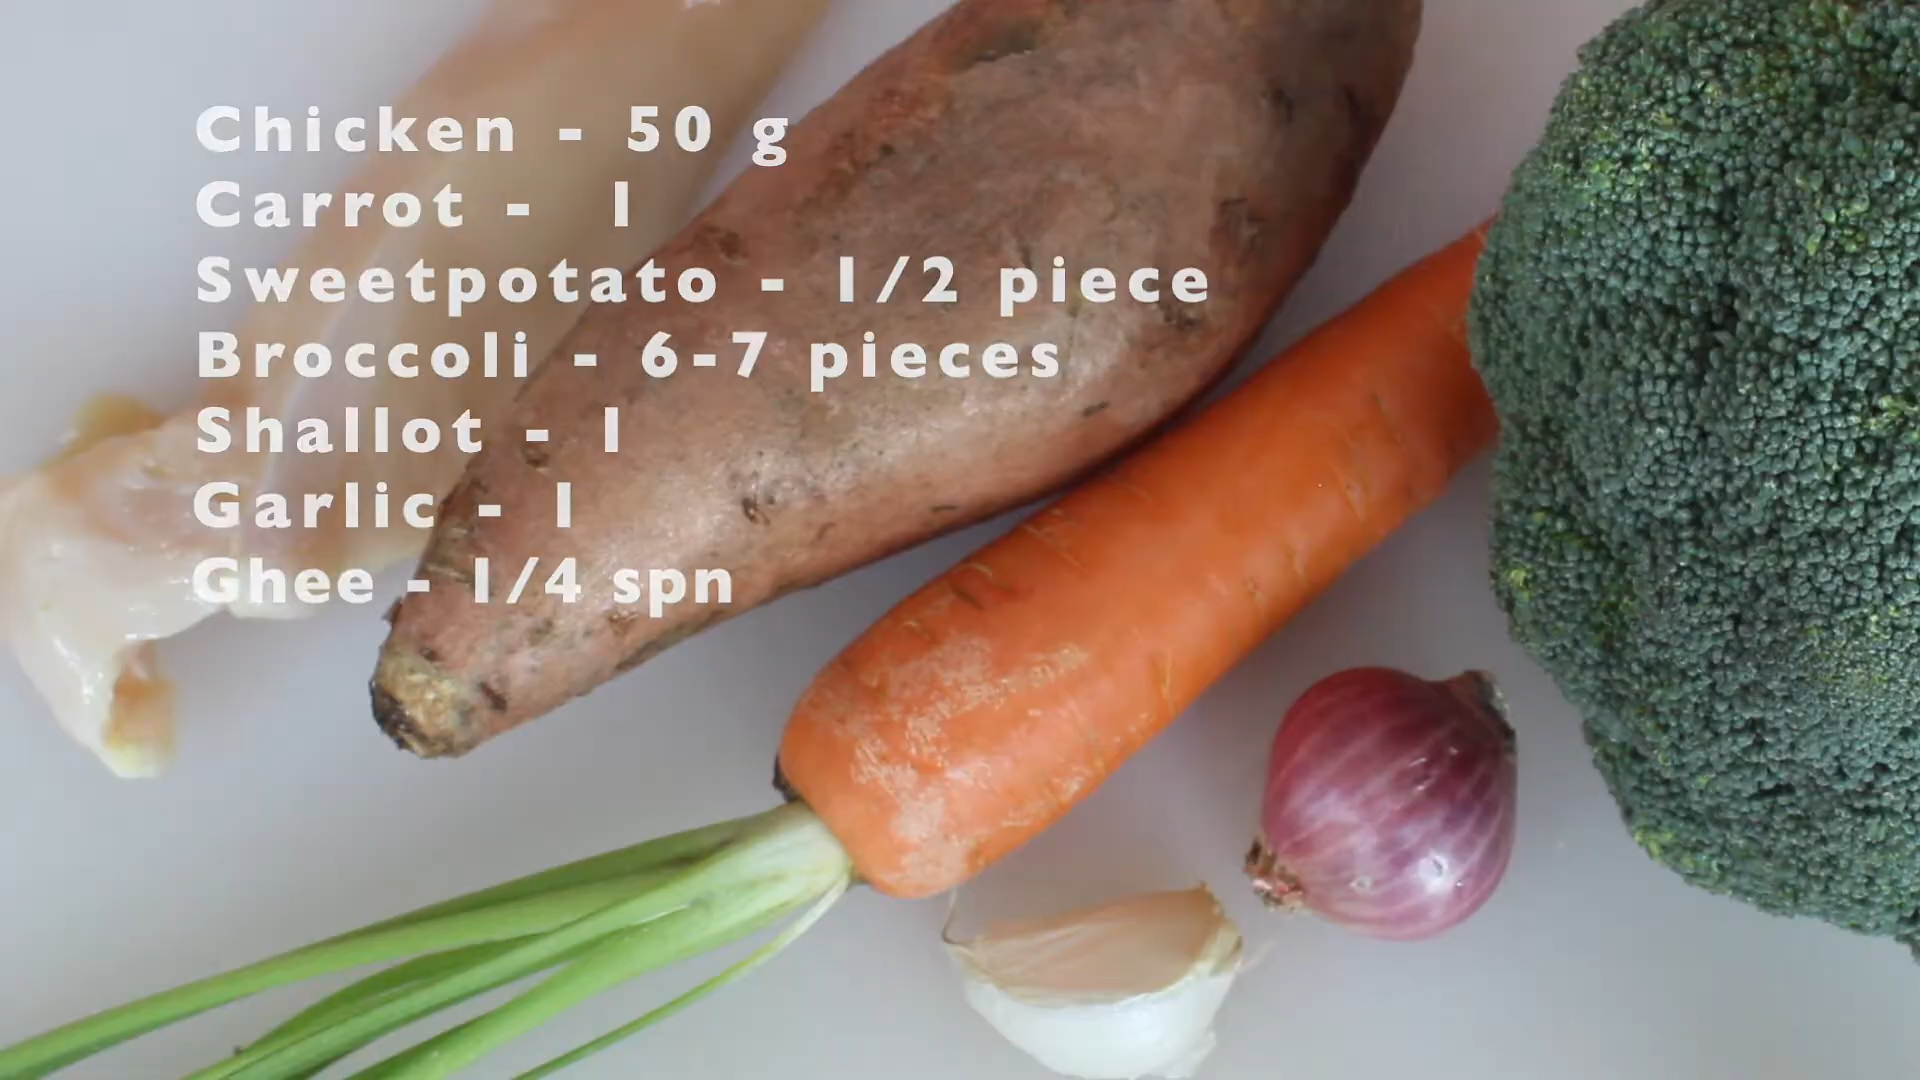 Chicken - 50 g
Carrot - 1
Sweetpotato - 1/2 piece
Broccoli - 6-7 pieces
Shallot - 1
Garlic - 1
Ghee - 1/4 spn